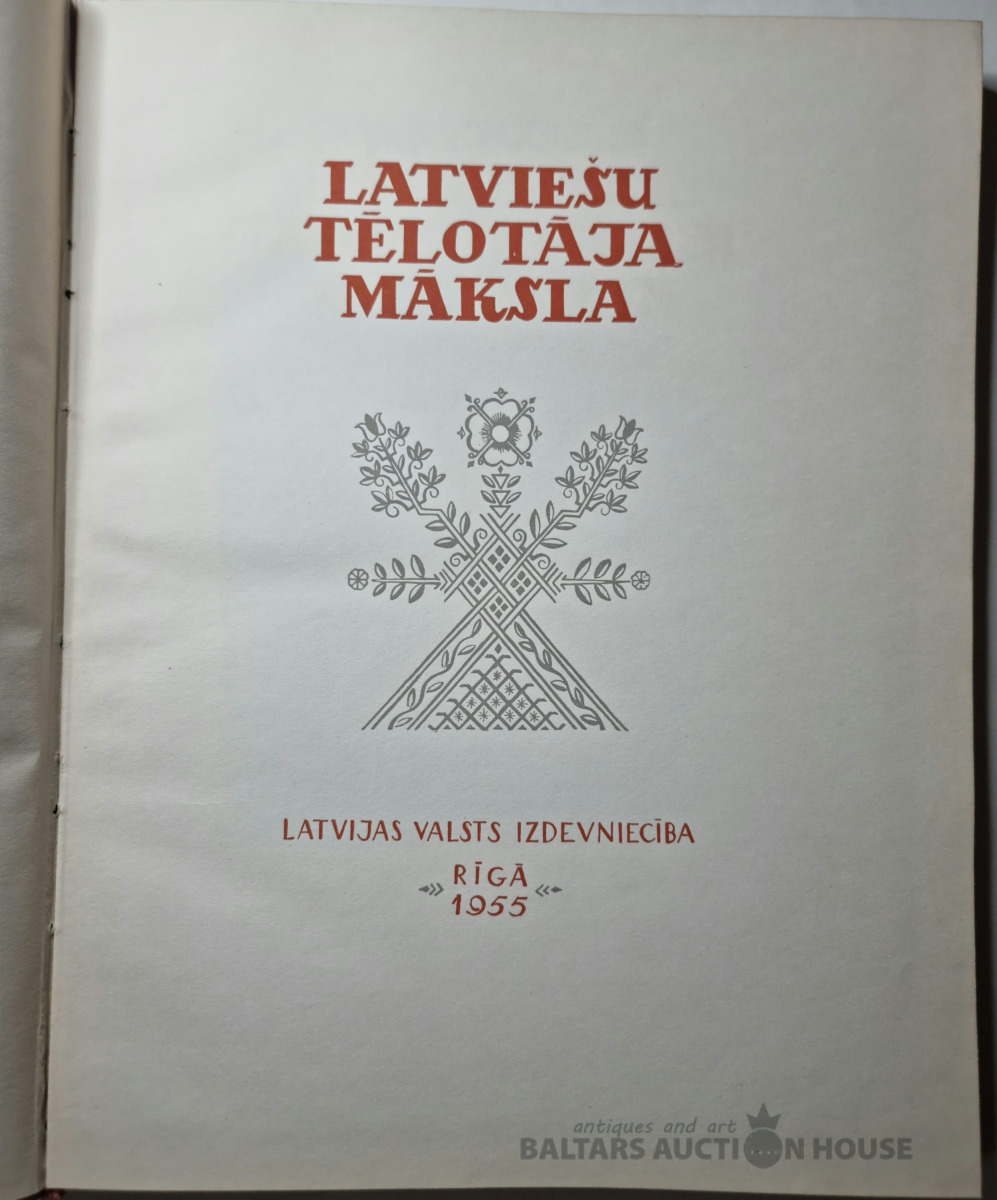 LATVIEŠU
TĒLOTĀJA
MĀKSLA
LATVIJAS VALSTS IZDEVNIECĪBA
RĪGĀ
1955
antiques and art
BALTARS AUCTION HOUSE